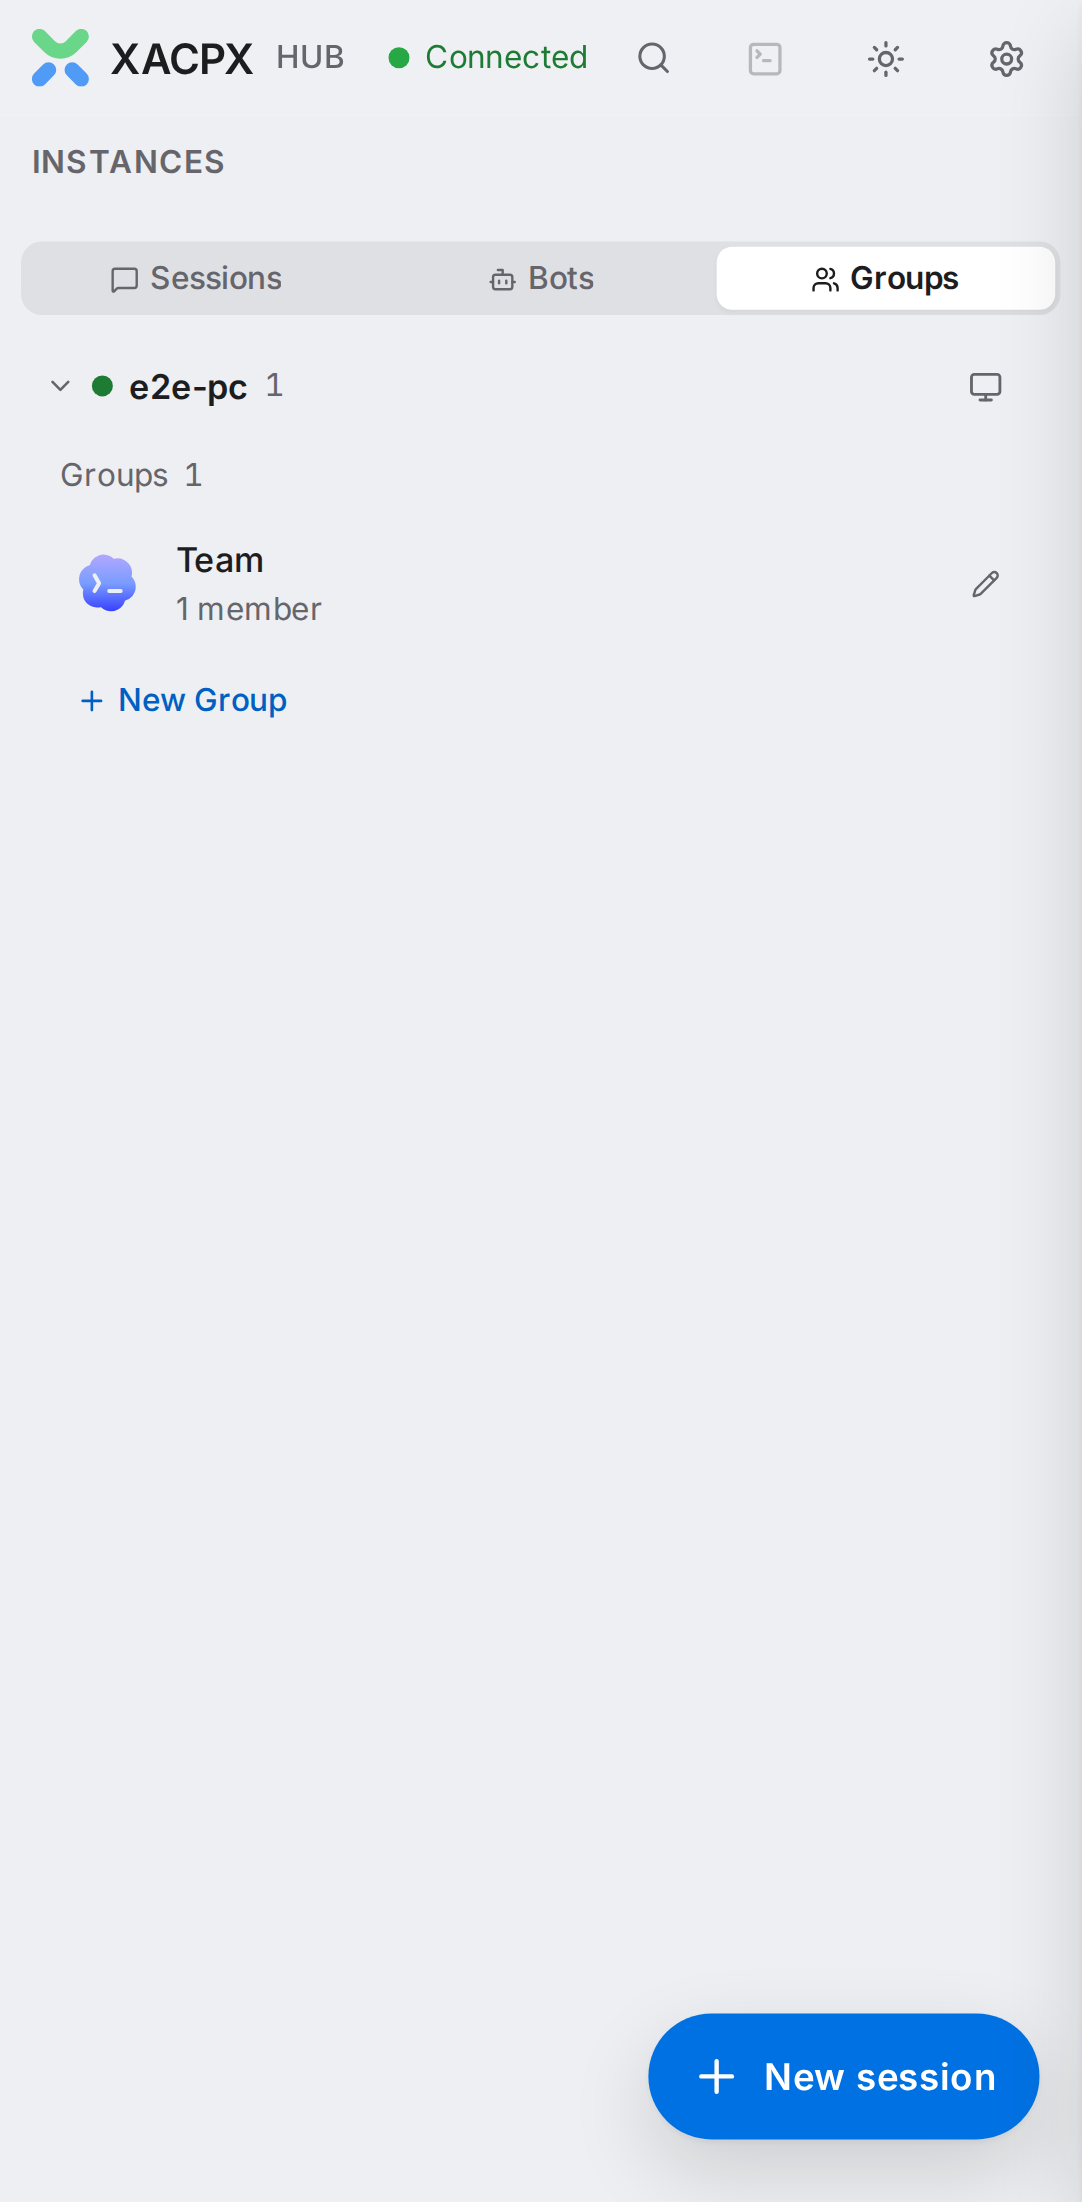 XACPX HUB Connected
INSTANCES
Sessions Bots Groups
e2e-pc 1
Groups 1
Team
1 member
New Group
New session